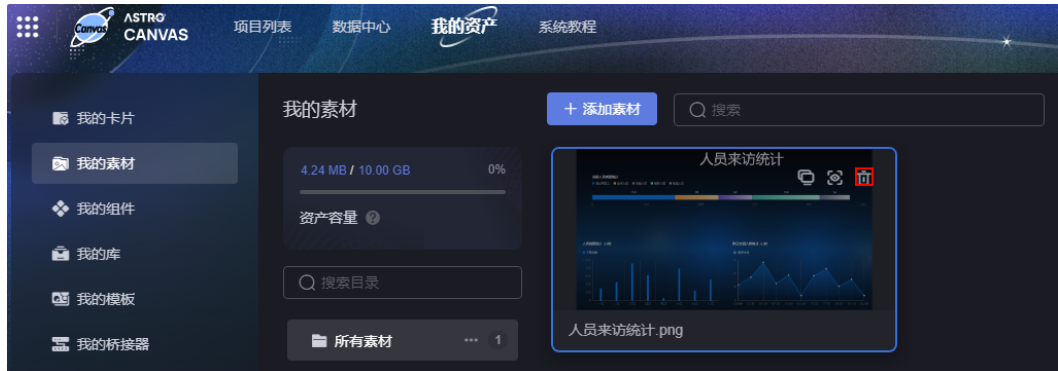 Canvas
ASTRO
CANVAS
项目列表
数据中心
我的资产
系统教程
我的卡片
我的素材
我的组件
我的库
我的模板
我的桥接器
我的素材
+ 添加素材
搜索
4.24 MB / 10.00 GB
0%
资产容量 ?
搜索目录
所有素材 ... 1
人员来访统计
人员来访统计.png